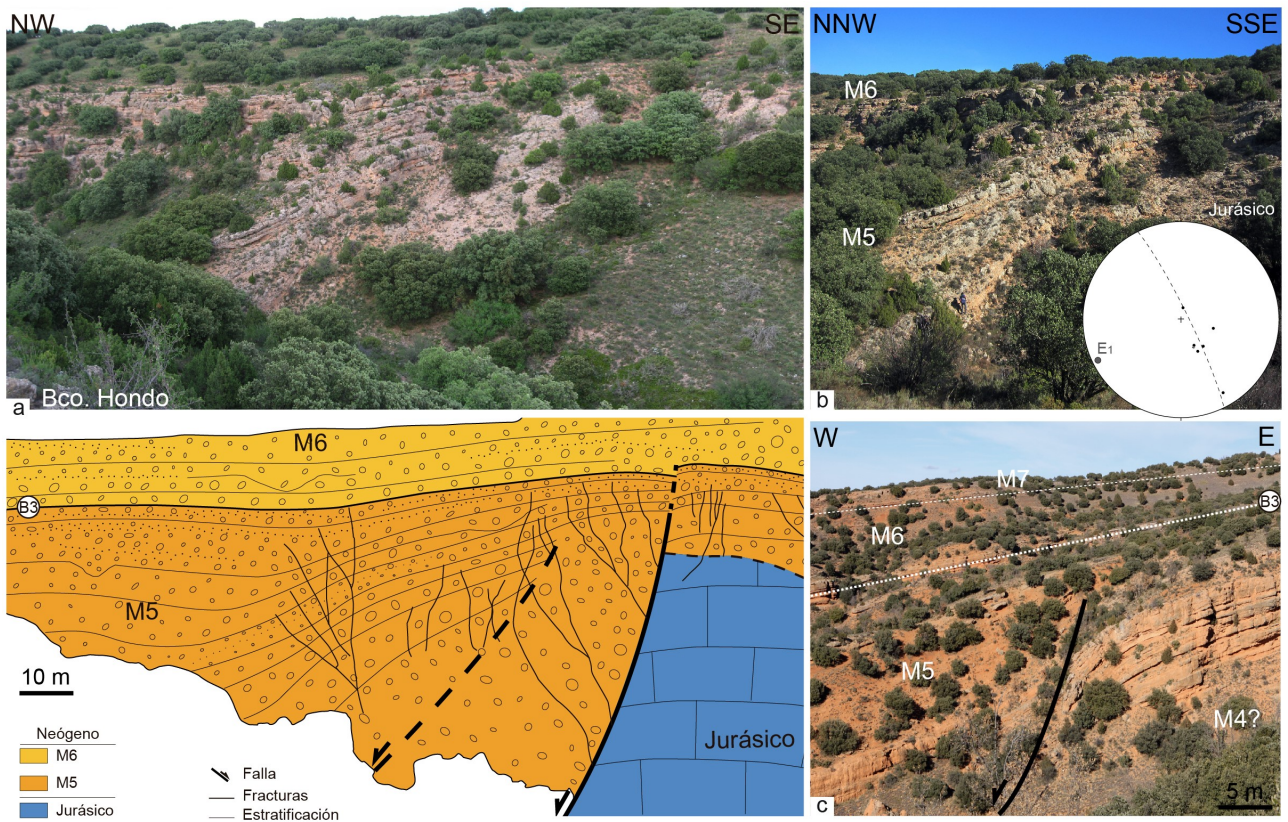 NW
SE
a
Bco. Hondo
NNW
SSE
M6
M5
Jurásico
E1
b
M6
B3
M5
10 m
Jurásico
Neógeno
M6
M5
Jurásico
Falla
Fracturas
Estratificación
W
E
M7
B3
M6
M5
M4?
c
5 m